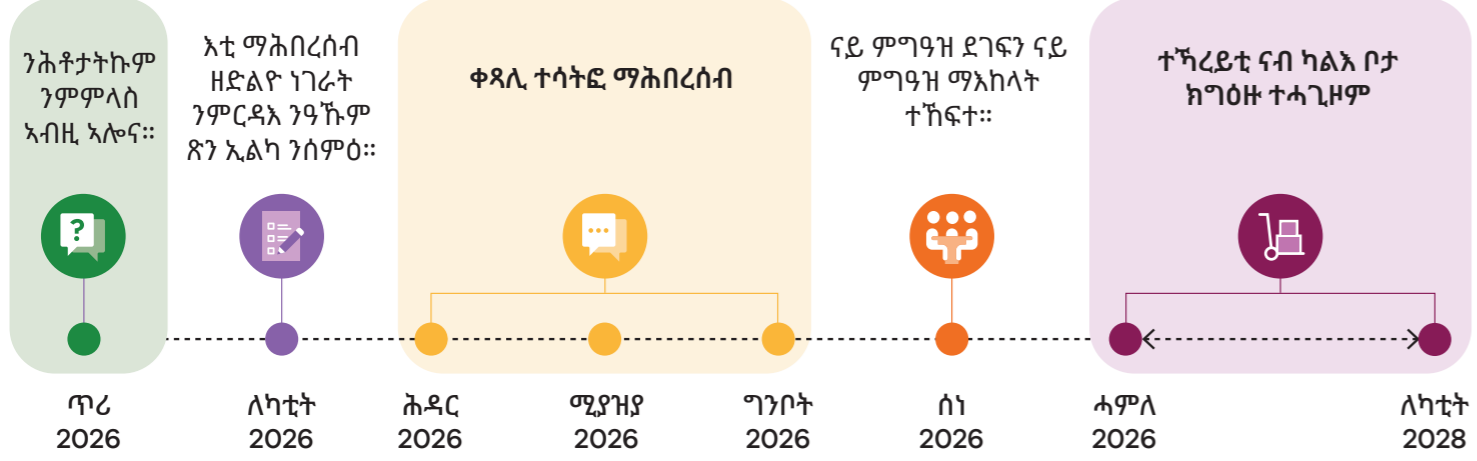 ንሕቶታትኩም
ንምምላስ
ኣብዚ ኣሎና።
?
ጥሪ
2026
እቲ ማሕበረሰብ
ዘድልዮ ነገራት
ንምርዳእ ንዓኹም
ጽን ኢልካ ንሰምዕ።
ለካቲት
2026
ቀጻሊ ተሳትፎ ማሕበረሰብ
ሕዳር
2026
ሚያዝያ
2026
ግንቦት
2026
ናይ ምግዓዝ ደገፍን ናይ
ምግዓዝ ማእከላት
ተኸፍተ።
ሰነ
2026
ተኻረይቲ ናብ ካልእ ቦታ
ክግዕዙ ተሓጊዞም
ሓምለ
2026
ለካቲት
2028